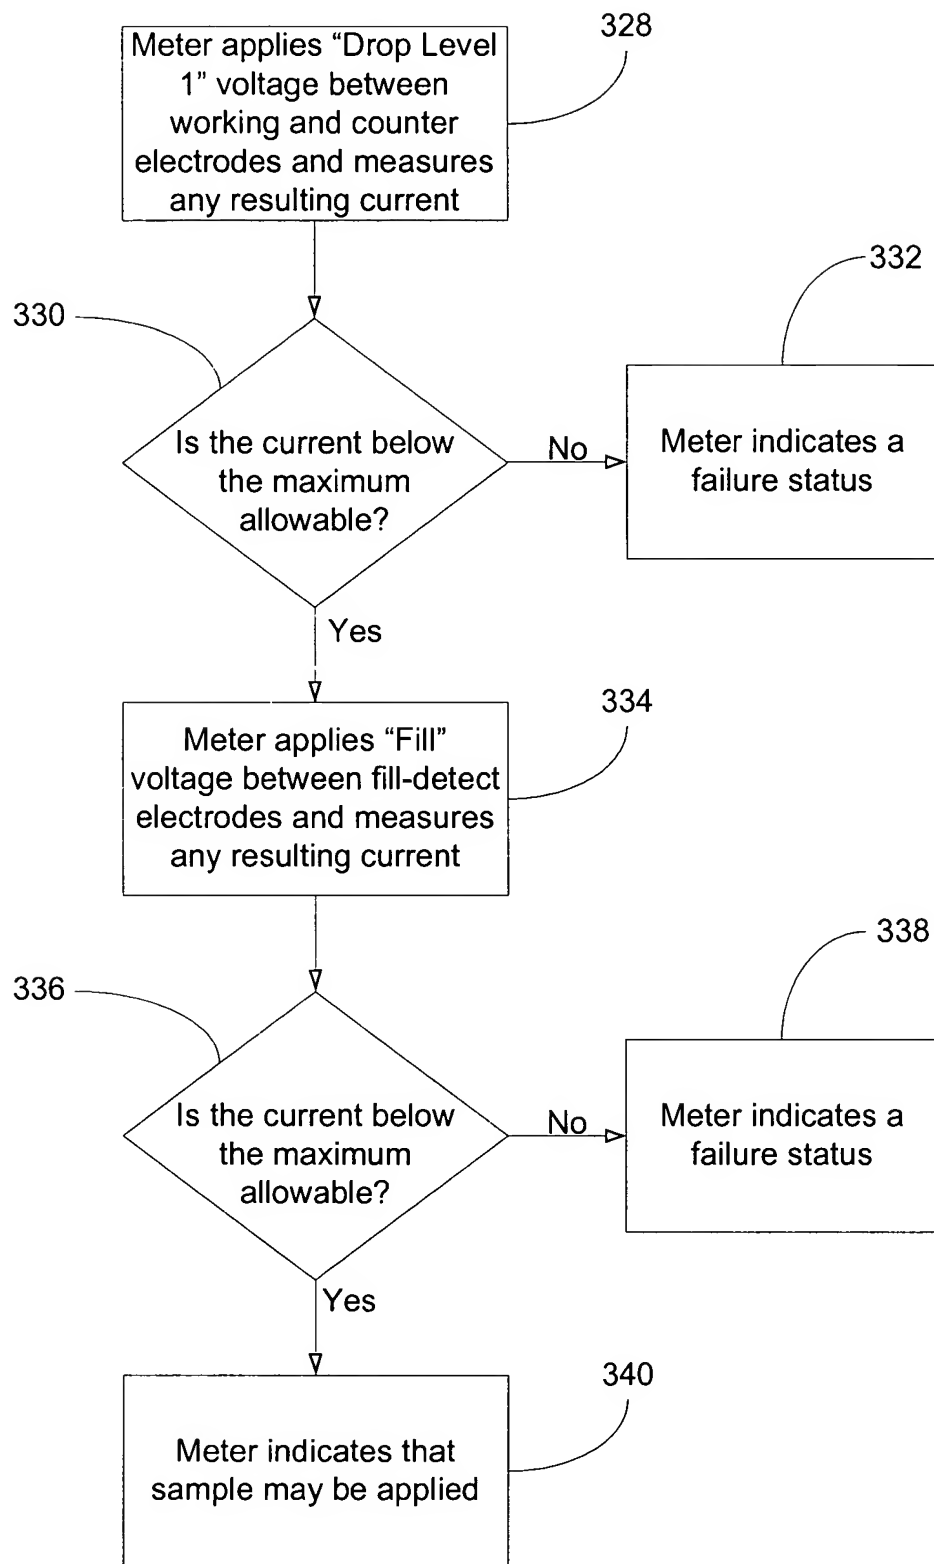 328
Meter applies “Drop Level
1” voltage between
working and counter
electrodes and measures
any resulting current
332
330
Is the current below
the maximum
allowable?
No
Meter indicates a
failure status
Yes
334
Meter applies “Fill”
voltage between fill-detect
electrodes and measures
any resulting current
338
336
Is the current below
the maximum
allowable?
No
Meter indicates a
failure status
Yes
340
Meter indicates that
sample may be applied